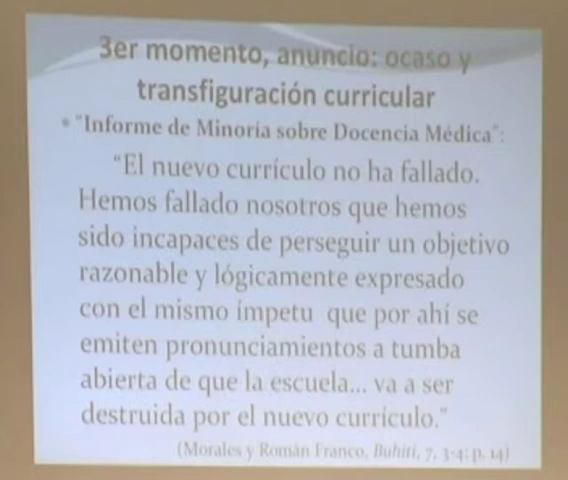 3er momento, anuncio: ocaso y
transfiguración curricular
• "Informe de Minoría sobre Docencia Médica":
"El nuevo currículo no ha fallado.
Hemos fallado nosotros que hemos
sido incapaces de perseguir un objetivo
razonable y lógicamente expresado
con el mismo ímpetu que por ahí se
emiten pronunciamientos a tumba
abierta de que la escuela... va a ser
destruida por el nuevo currículo."
(Morales y Román Franco, Buhiti, 7, 3-4: p. 14)